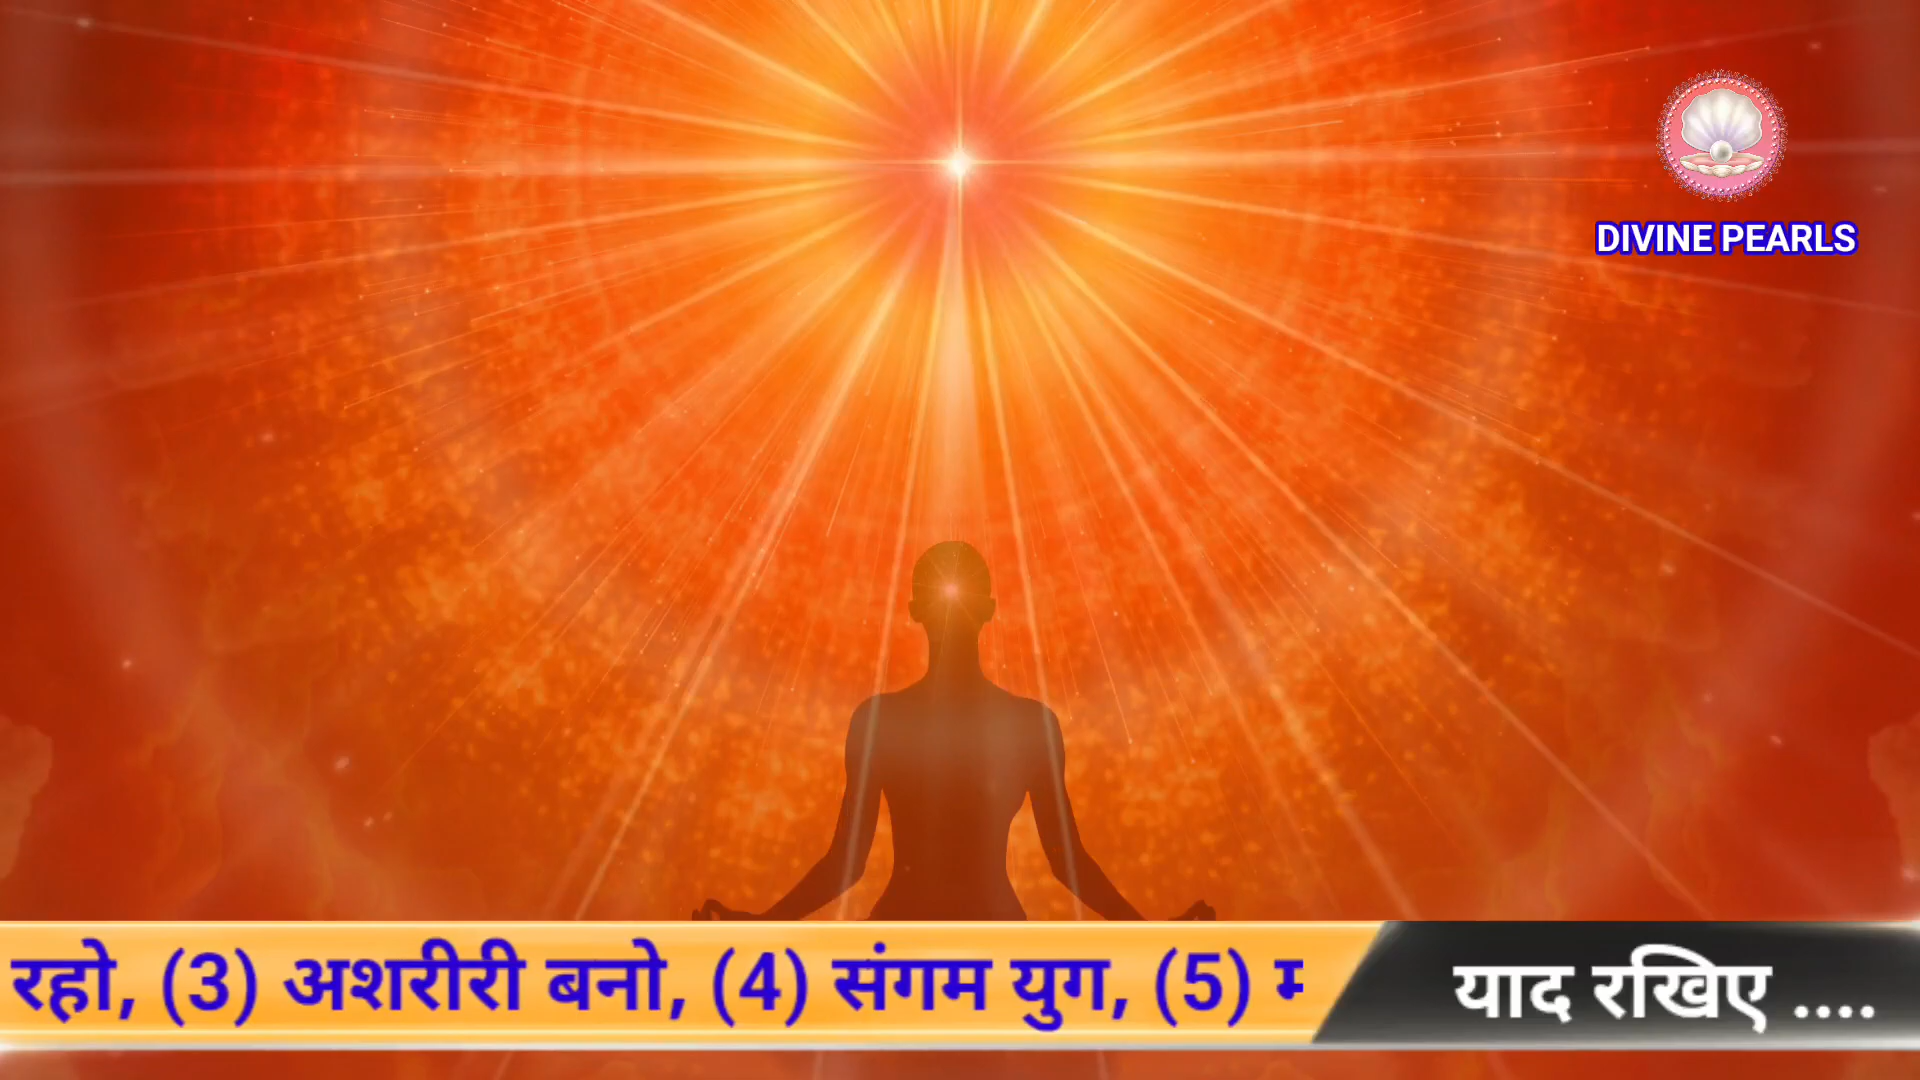 DIVINE PEARLS
रहो, (3) अशरीरी बनो, (4) संगम युग, (5)
याद रखिए ....